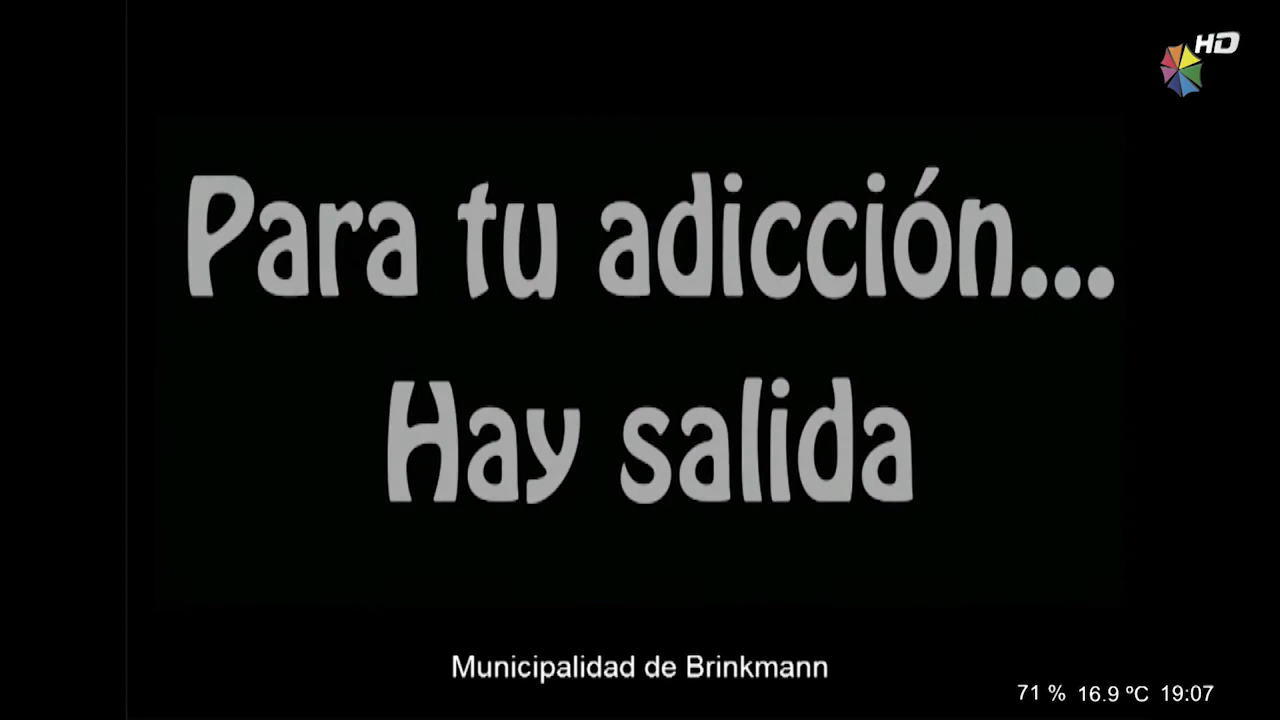 HD
Para tu adicción...
Hay salida
Municipalidad de Brinkmann
71 % 16.9 ºC 19:07